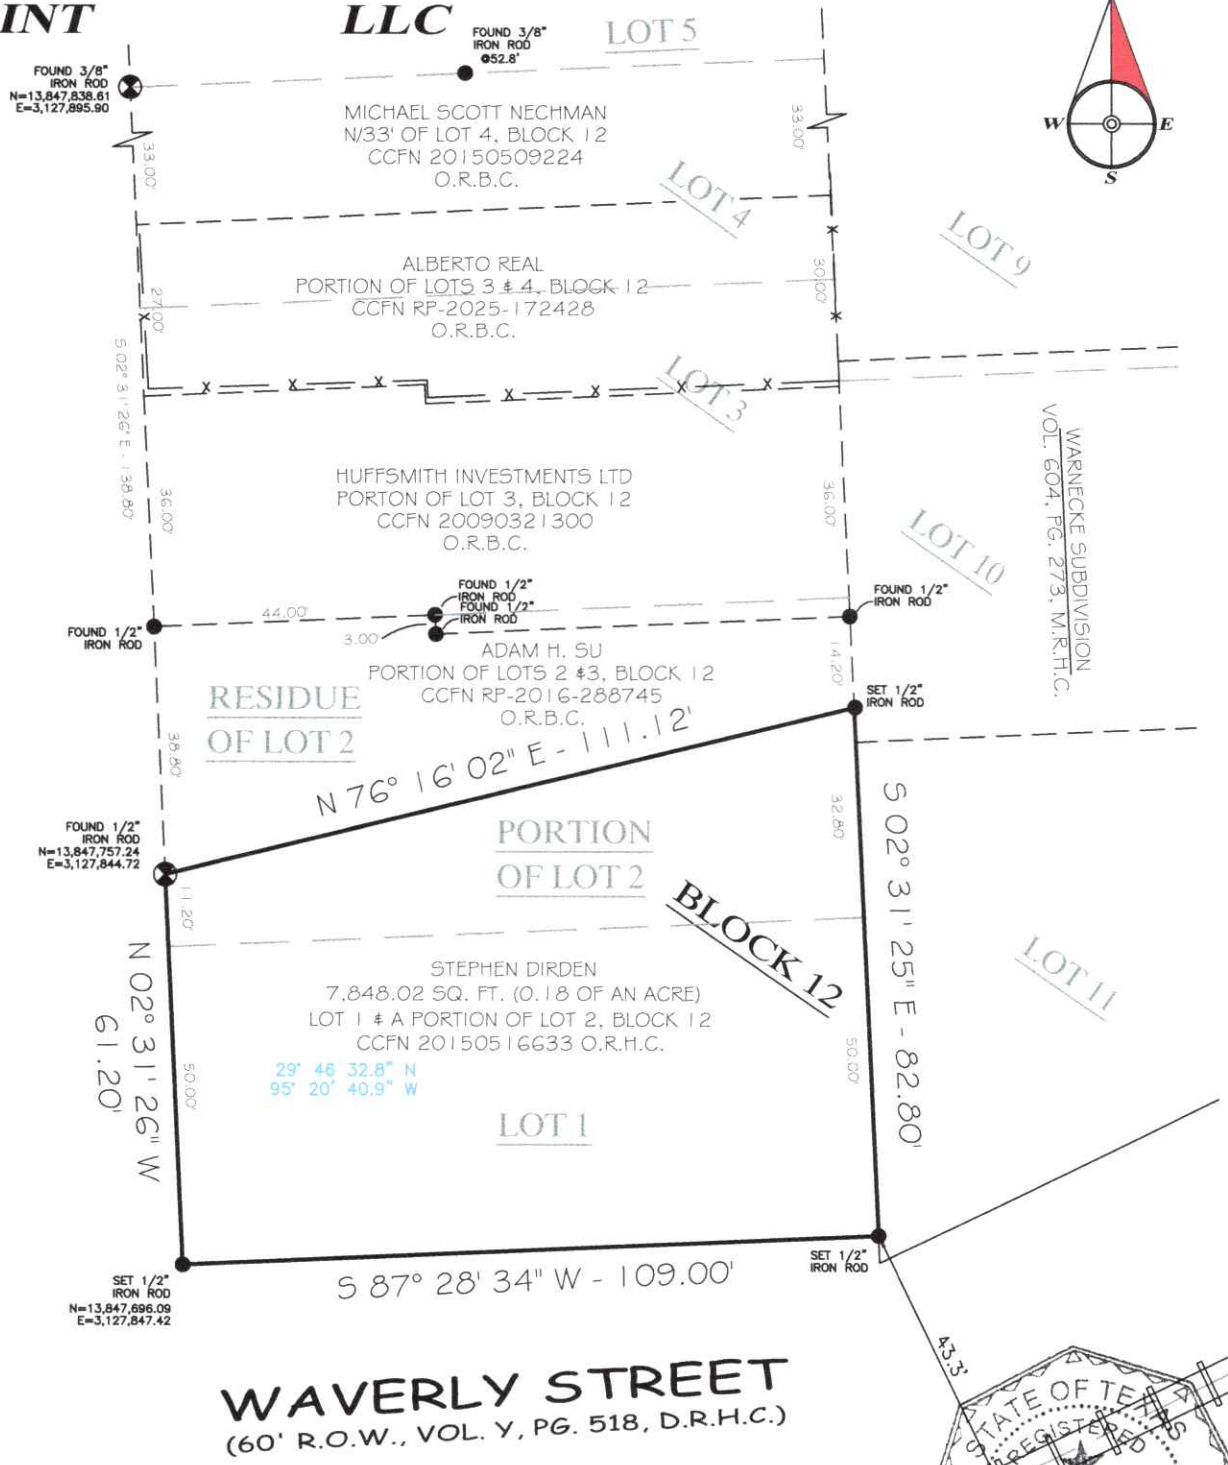 INT
LLC
LOT 5
FOUND 3/8"
IRON ROD
@52.8'
FOUND 3/8"
IRON ROD
N=13,847,838.61
E=3,127,895.90
MICHAEL SCOTT NECHMAN
N/33' OF LOT 4, BLOCK 12
CCFN 20150509224
O.R.B.C.
33.00'
33.00'
W
E
S
LOT 4
LOT 9
ALBERTO REAL
PORTION OF LOTS 3 & 4, BLOCK 12
CCFN RP-2025-172428
O.R.B.C.
27.00'
30.00'
S 02° 31' 26" E - 138.80'
LOT 3
HUFFSMITH INVESTMENTS LTD
PORTON OF LOT 3, BLOCK 12
CCFN 20090321300
O.R.B.C.
36.00'
36.00'
LOT 10
WARNECKE SUBDIVISION
VOL. 604, PG. 273, M.R.H.C.
FOUND 1/2"
IRON ROD
FOUND 1/2"
IRON ROD
FOUND 1/2"
IRON ROD
FOUND 1/2"
IRON ROD
44.00'
3.00'
14.20'
ADAM H. SU
PORTION OF LOTS 2 &3, BLOCK 12
CCFN RP-2016-288745
O.R.B.C.
RESIDUE
OF LOT 2
SET 1/2"
IRON ROD
38.80'
N 76° 16' 02" E - 111.12'
32.80'
S 02° 31' 25" E - 82.80'
FOUND 1/2"
IRON ROD
N=13,847,757.24
E=3,127,844.72
PORTION
OF LOT 2
11.20'
BLOCK 12
LOT 11
N 02° 31' 26" W
61.20'
STEPHEN DIRDEN
7,848.02 SQ. FT. (0.18 OF AN ACRE)
LOT 1 & A PORTION OF LOT 2, BLOCK 12
CCFN 20150516633 O.R.H.C.
29° 46 32.8" N
95° 20' 40.9" W
50.00'
50.00'
LOT 1
SET 1/2"
IRON ROD
N=13,847,696.09
E=3,127,847.42
S 87° 28' 34" W - 109.00'
SET 1/2"
IRON ROD
43.3'
WAVERLY STREET
(60' R.O.W., VOL. Y, PG. 518, D.R.H.C.)
STATE OF TEXAS
REGISTERED